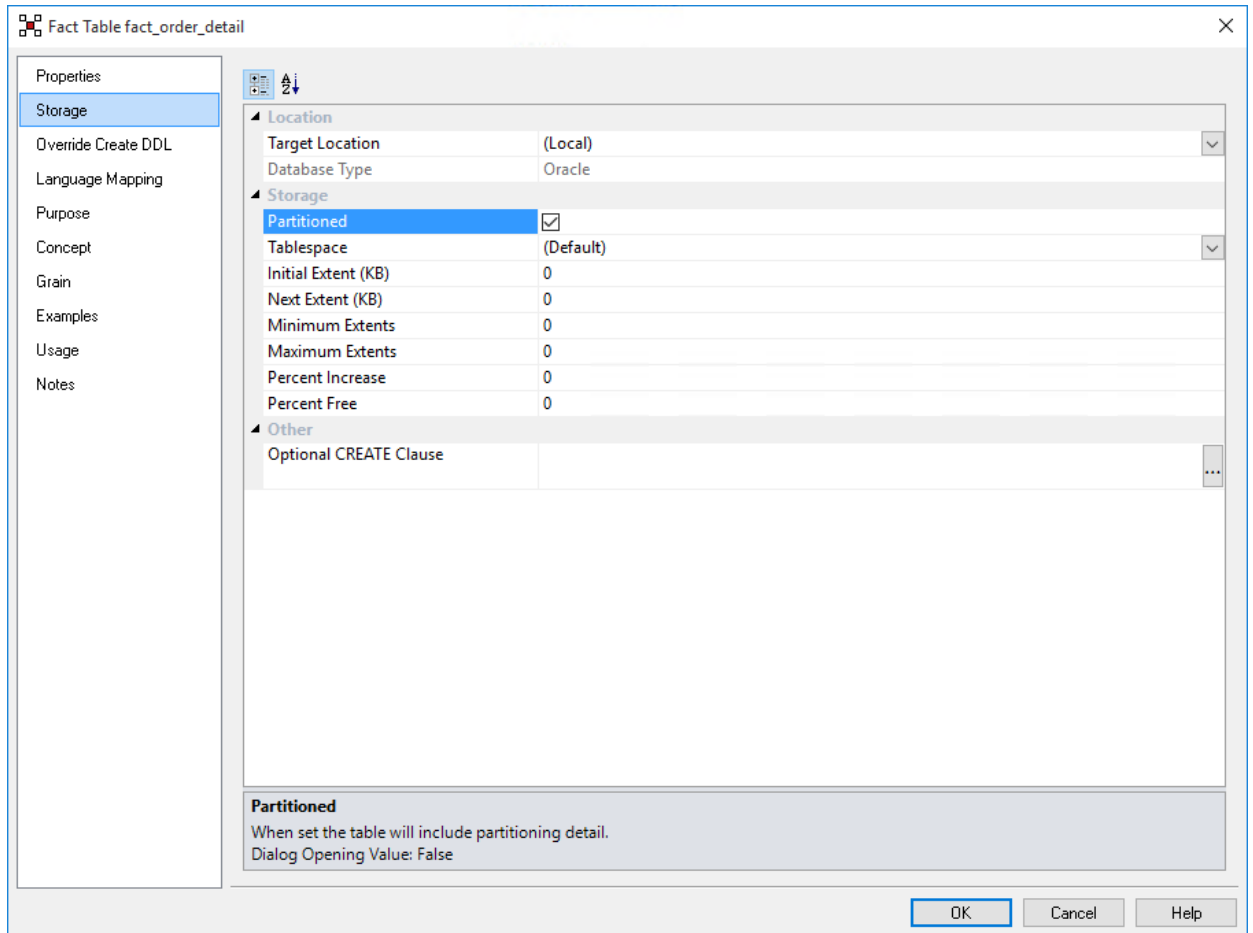 Fact Table fact_order_detail
Properties
Storage
Override Create DDL
Language Mapping
Purpose
Concept
Grain
Examples
Usage
Notes
Location
Target Location (Local)
Database Type Oracle
Storage
Partitioned
Tablespace (Default)
Initial Extent (KB) 0
Next Extent (KB) 0
Minimum Extents 0
Maximum Extents 0
Percent Increase 0
Percent Free 0
Other
Optional CREATE Clause
...
Partitioned
When set the table will include partitioning detail.
Dialog Opening Value: False
OK Cancel Help